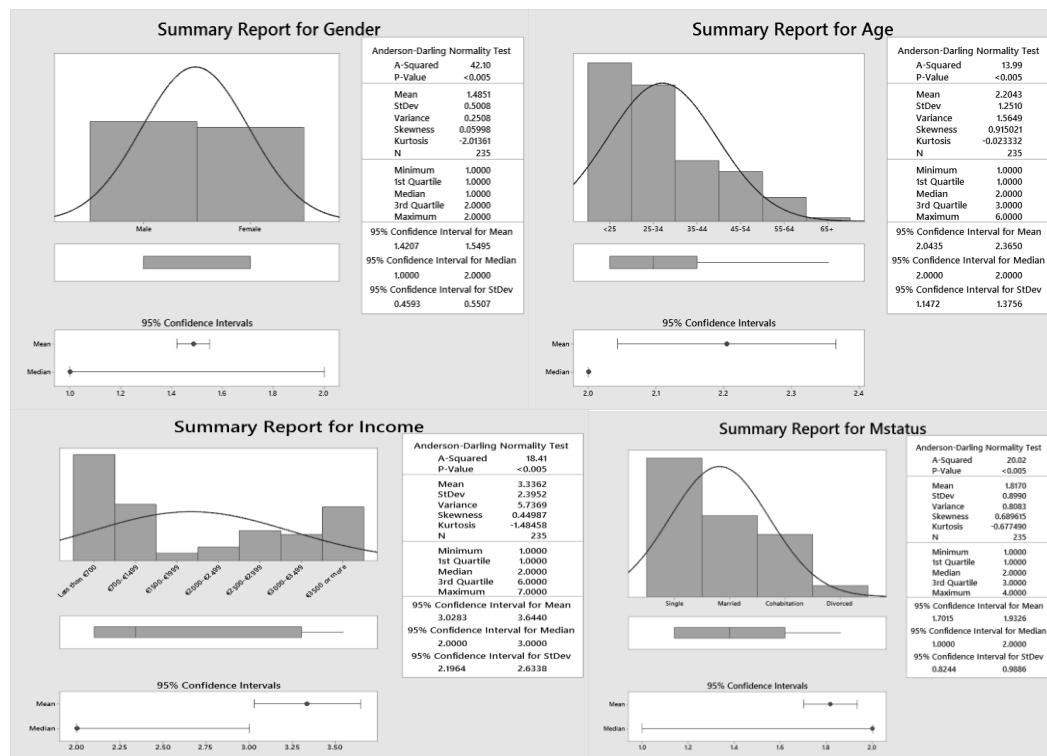 Summary Report for Gender
Anderson-Darling Normality Test
A-Squared 42.10
P-Value <0.005
Mean 1.4851
StDev 0.5008
Variance 0.2508
Skewness 0.05998
Kurtosis -2.01361
N 235
Minimum 1.0000
1st Quartile 1.0000
Median 1.0000
3rd Quartile 2.0000
Maximum 2.0000
95% Confidence Interval for Mean
1.4207 1.5495
95% Confidence Interval for Median
1.0000 2.0000
95% Confidence Interval for StDev
0.4593 0.5507
Male Female
95% Confidence Intervals
Mean
Median
1.0 1.2 1.4 1.6 1.8 2.0
Summary Report for Age
Anderson-Darling Normality Test
A-Squared 13.99
P-Value <0.005
Mean 2.2043
StDev 1.2510
Variance 1.5649
Skewness 0.915021
Kurtosis -0.023332
N 235
Minimum 1.0000
1st Quartile 1.0000
Median 2.0000
3rd Quartile 3.0000
Maximum 6.0000
95% Confidence Interval for Mean
2.0435 2.3650
95% Confidence Interval for Median
2.0000 2.0000
95% Confidence Interval for StDev
1.1472 1.3756
<25 25-34 35-44 45-54 55-64 65+
95% Confidence Intervals
Mean
Median
2.0 2.1 2.2 2.3 2.4
Summary Report for Income
Anderson-Darling Normality Test
A-Squared 18.41
P-Value <0.005
Mean 3.3362
StDev 2.3952
Variance 5.7369
Skewness 0.44987
Kurtosis -1.48458
N 235
Minimum 1.0000
1st Quartile 1.0000
Median 2.0000
3rd Quartile 6.0000
Maximum 7.0000
95% Confidence Interval for Mean
3.0283 3.6440
95% Confidence Interval for Median
2.0000 3.0000
95% Confidence Interval for StDev
2.1964 2.6338
Less than €700 €700-€1499 €1500-€1999 €2000-€2.499 €2.500-€2999 €3000-€3.499 €3500 or more
95% Confidence Intervals
Mean
Median
2.00 2.25 2.50 2.75 3.00 3.25 3.50
Summary Report for Mstatus
Anderson-Darling Normality Test
A-Squared 20.02
P-Value <0.005
Mean 1.8170
StDev 0.8990
Variance 0.8083
Skewness 0.689615
Kurtosis -0.677490
N 235
Minimum 1.0000
1st Quartile 1.0000
Median 2.0000
3rd Quartile 3.0000
Maximum 4.0000
95% Confidence Interval for Mean
1.7015 1.9326
95% Confidence Interval for Median
1.0000 2.0000
95% Confidence Interval for StDev
0.8244 0.9886
Single Married Cohabitation Divorced
95% Confidence Intervals
Mean
Median
1.0 1.2 1.4 1.6 1.8 2.0